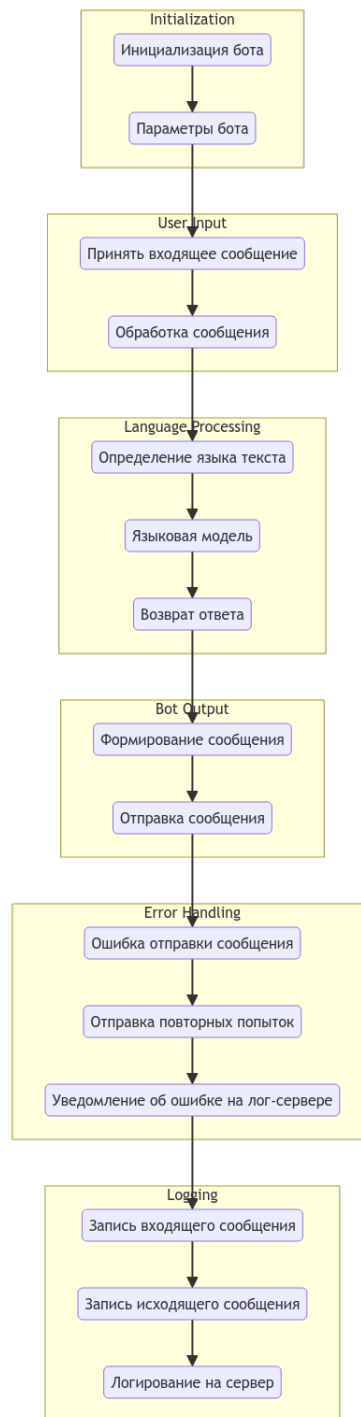 Initialization
Инициализация бота
Параметры бота
User Input
Принять входящее сообщение
Обработка сообщения
Language Processing
Определение языка текста
Языковая модель
Возврат ответа
Bot Output
Формирование сообщения
Отправка сообщения
Error Handling
Ошибка отправки сообщения
Отправка повторных попыток
Уведомление об ошибке на лог-сервере
Logging
Запись входящего сообщения
Запись исходящего сообщения
Логирование на сервер